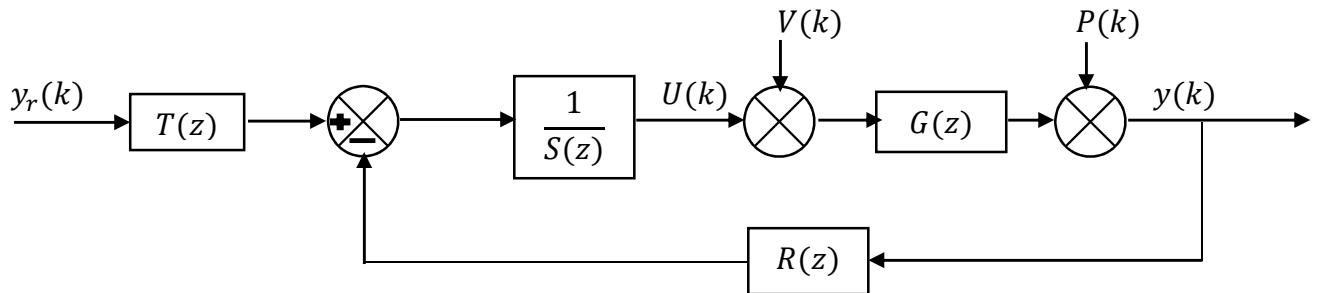 V(k)
P(k)
y_r(k)
T(z)
+
−
1
S(z)
U(k)
G(z)
y(k)
R(z)